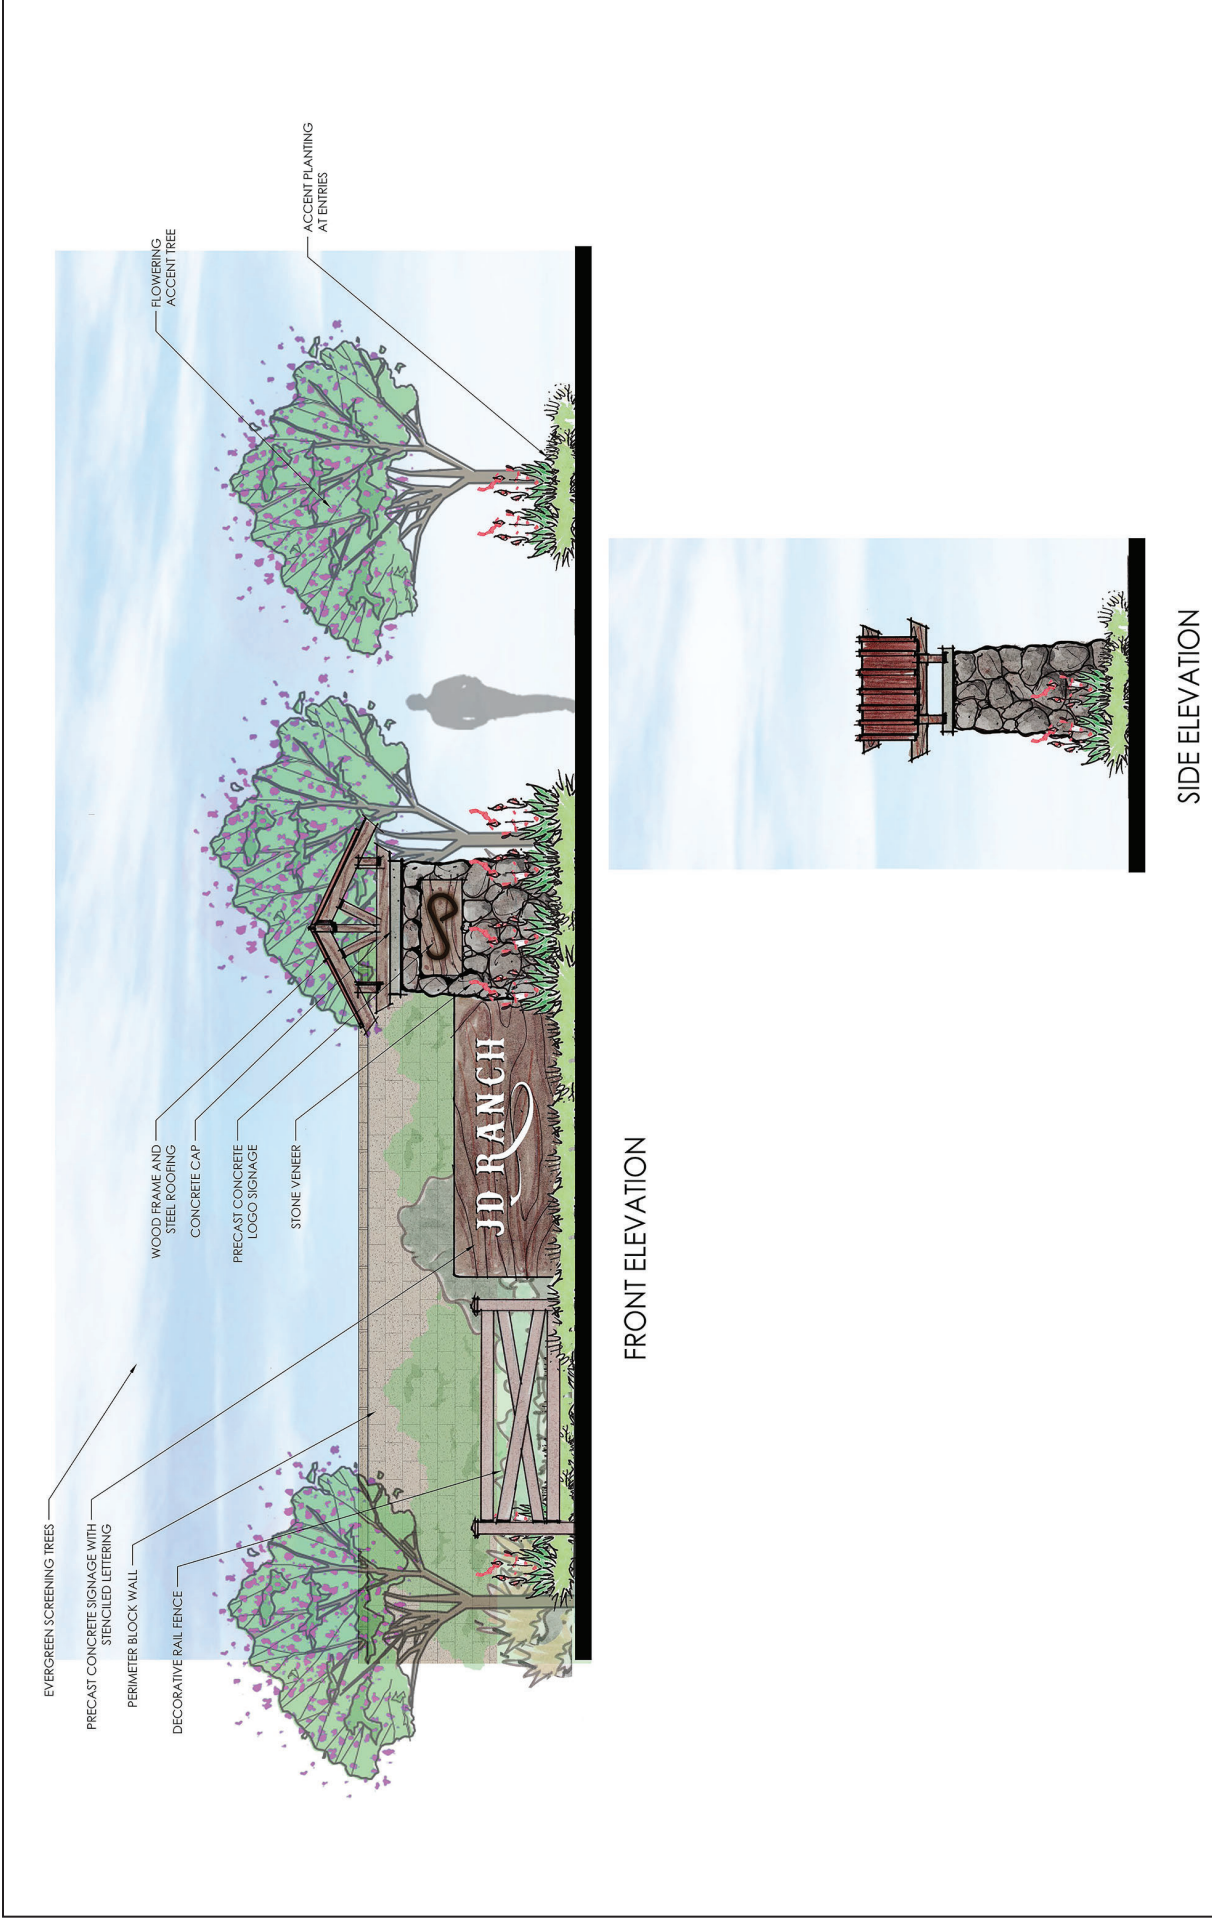 EVERGREEN SCREENING TREES
PRECAST CONCRETE SIGNAGE WITH
STENCILED LETTERING
PERIMETER BLOCK WALL
DECORATIVE RAIL FENCE
WOOD FRAME AND
STEEL ROOFING
CONCRETE CAP
PRECAST CONCRETE
LOGO SIGNAGE
STONE VENEER
FLOWERING
ACCENT TREE
ACCENT PLANTING
AT ENTRIES
JD RANCH
FRONT ELEVATION
SIDE ELEVATION